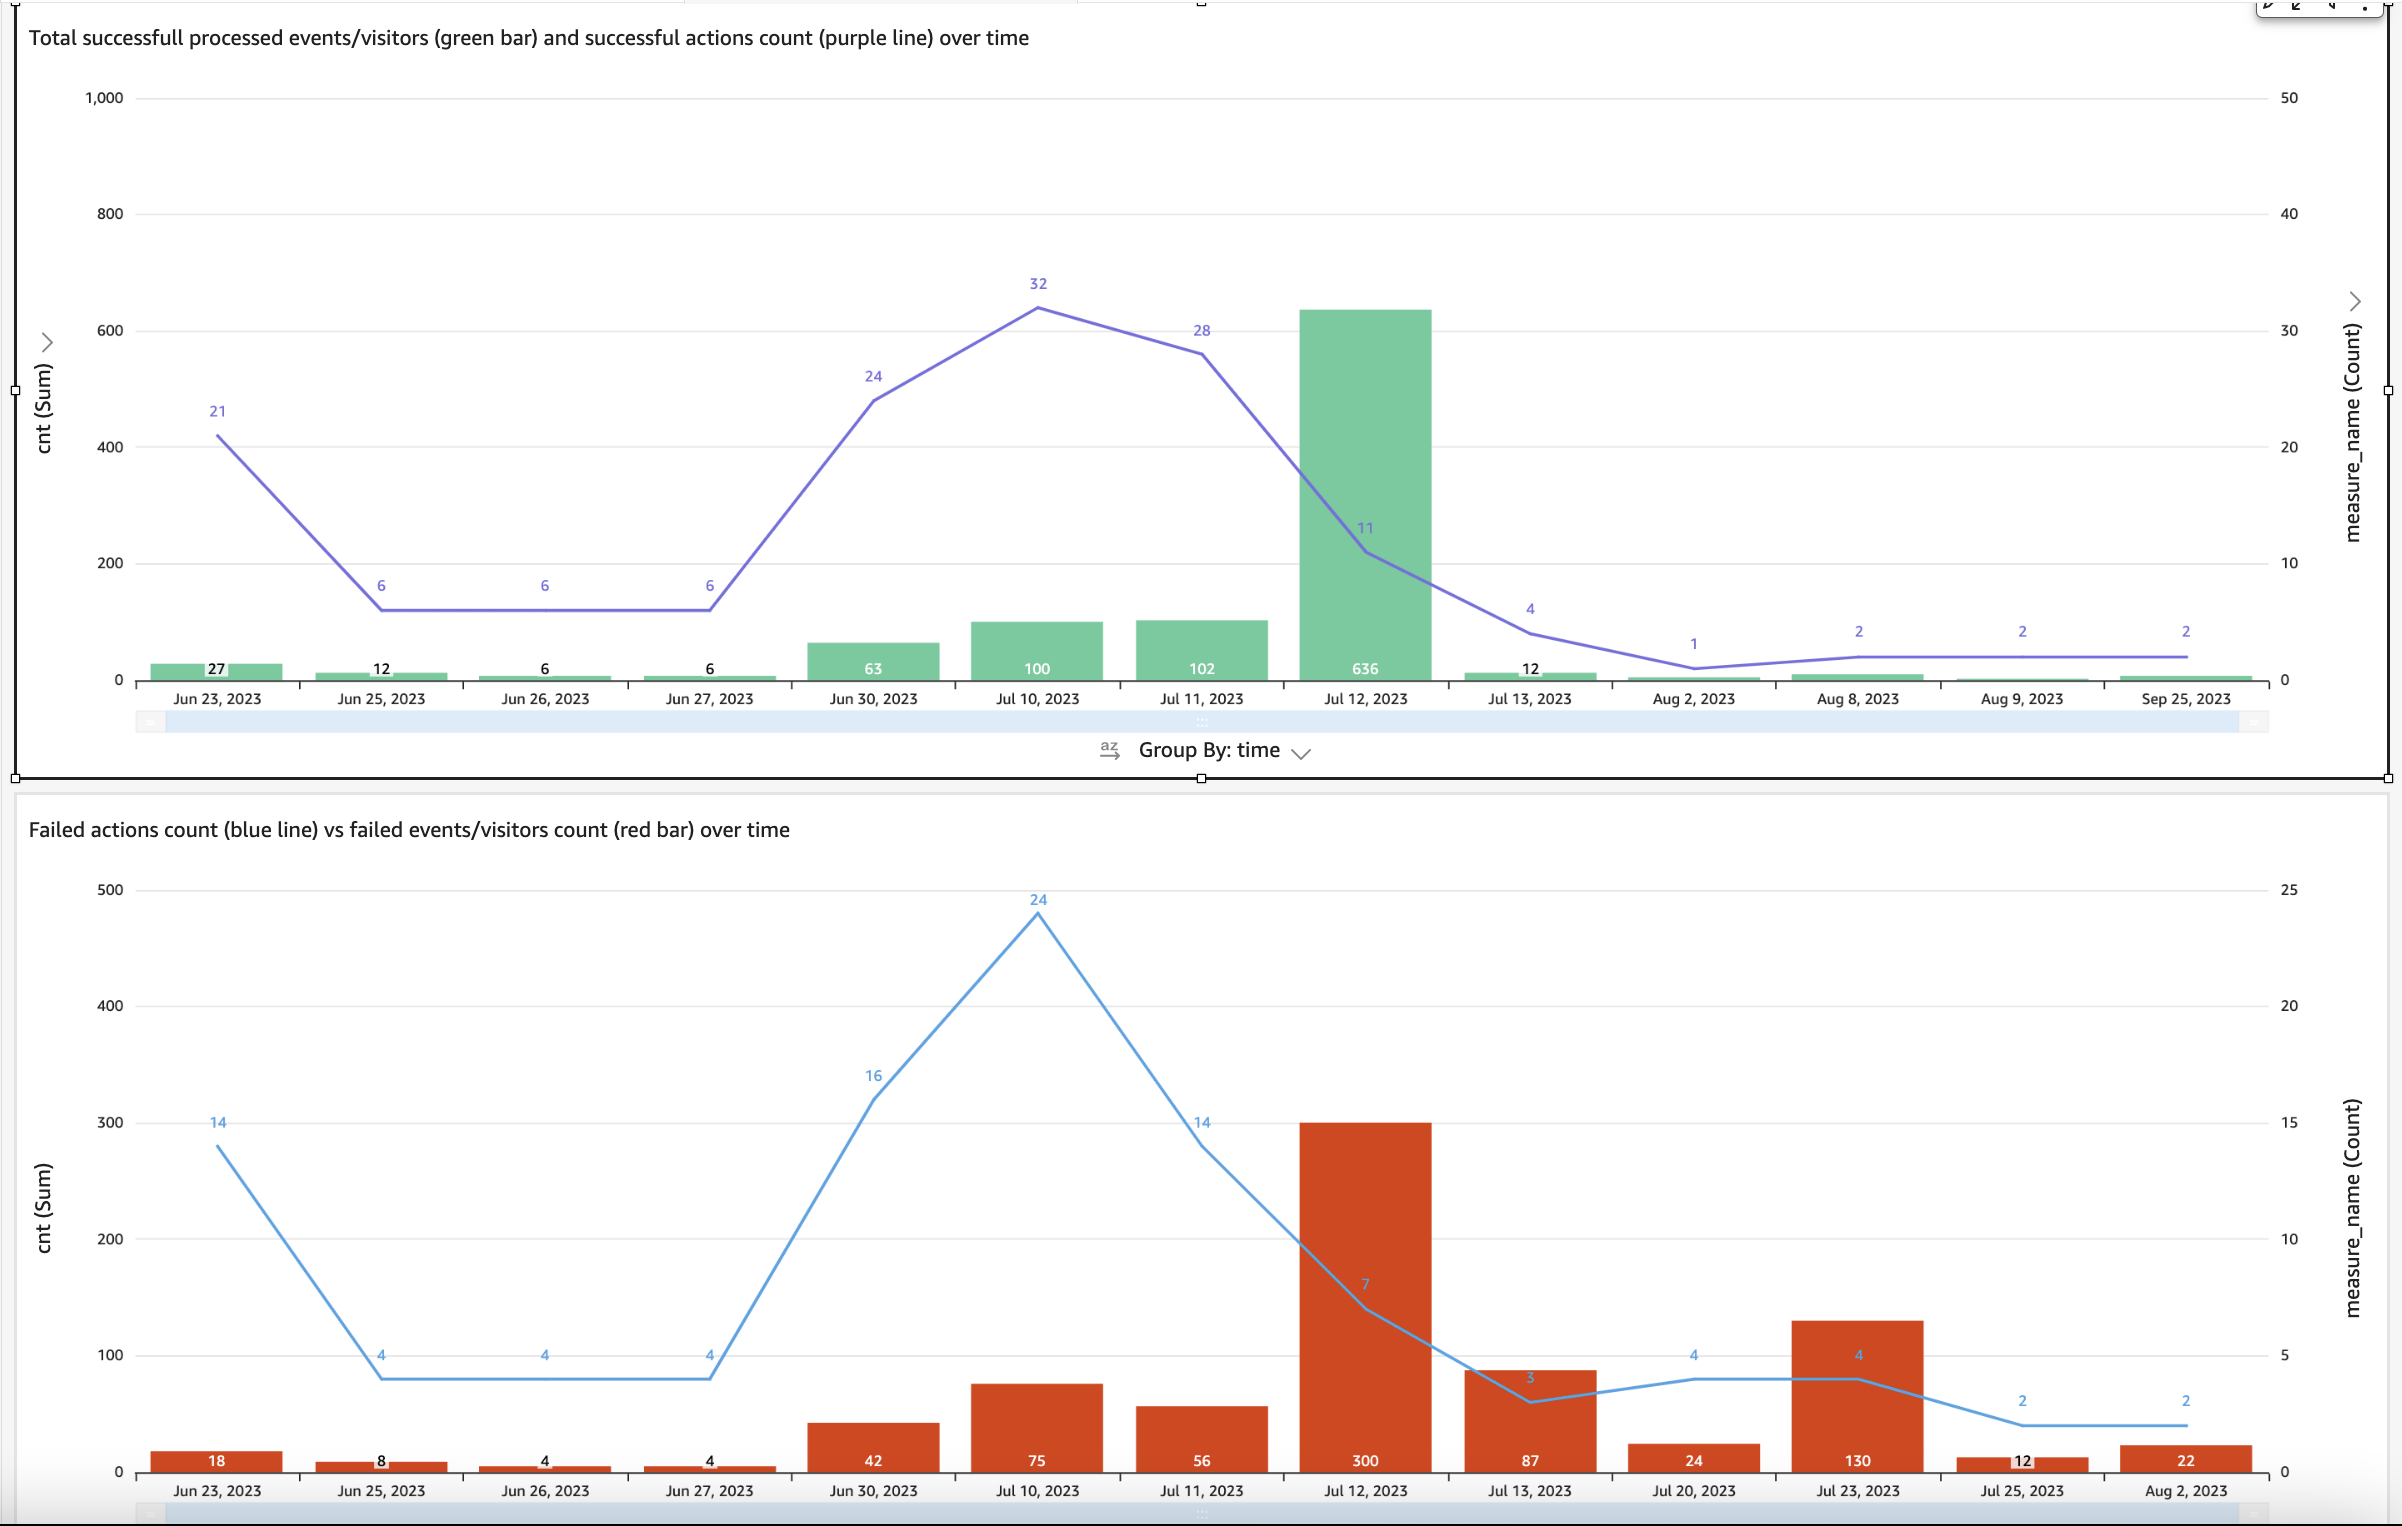 Total successfull processed events/visitors (green bar) and successful actions count (purple line) over time
1,000
50
800
40
32
600
28
30
24
21
400
20
11
200
6
6
6
10
4
1
2
2
2
27
12
6
6
63
100
102
636
12
0
0
Jun 23, 2023
Jun 25, 2023
Jun 26, 2023
Jun 27, 2023
Jun 30, 2023
Jul 10, 2023
Jul 11, 2023
Jul 12, 2023
Jul 13, 2023
Aug 2, 2023
Aug 8, 2023
Aug 9, 2023
Sep 25, 2023
cnt (Sum)
measure_name (Count)
az
Group By: time
Failed actions count (blue line) vs failed events/visitors count (red bar) over time
500
25
24
400
20
16
300
14
14
15
200
10
7
100
4
4
4
3
4
4
5
2
2
18
8
4
4
42
75
56
300
87
24
130
12
22
0
0
Jun 23, 2023
Jun 25, 2023
Jun 26, 2023
Jun 27, 2023
Jun 30, 2023
Jul 10, 2023
Jul 11, 2023
Jul 12, 2023
Jul 13, 2023
Jul 20, 2023
Jul 23, 2023
Jul 25, 2023
Aug 2, 2023
cnt (Sum)
measure_name (Count)